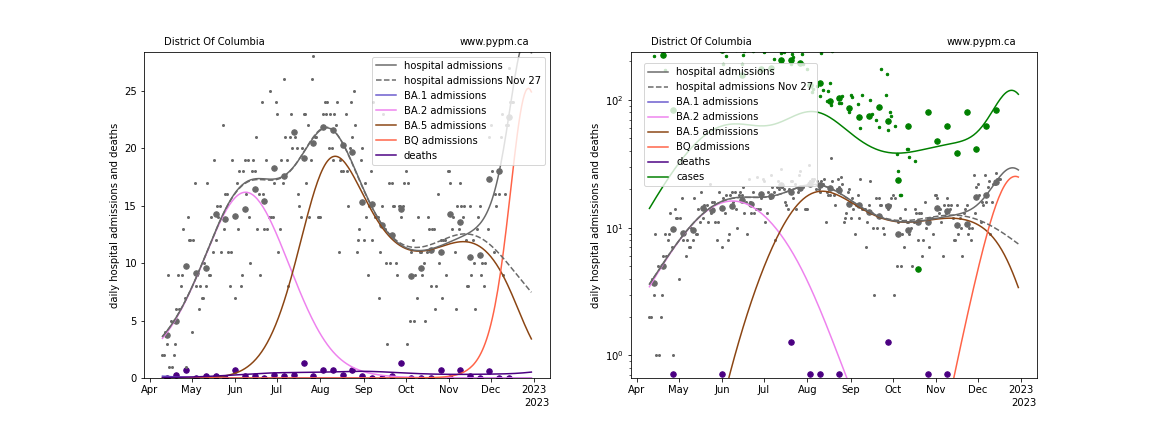 District Of Columbia
www.pypm.ca
daily hospital admissions and deaths
25
20
15
10
5
0
hospital admissions
hospital admissions Nov 27
BA.1 admissions
BA.2 admissions
BA.5 admissions
BQ admissions
deaths
Apr May Jun Jul Aug Sep Oct Nov Dec 2023
2023
District Of Columbia
www.pypm.ca
daily hospital admissions and deaths
10²
10¹
10⁰
hospital admissions
hospital admissions Nov 27
BA.1 admissions
BA.2 admissions
BA.5 admissions
BQ admissions
deaths
cases
Apr May Jun Jul Aug Sep Oct Nov Dec 2023
2023